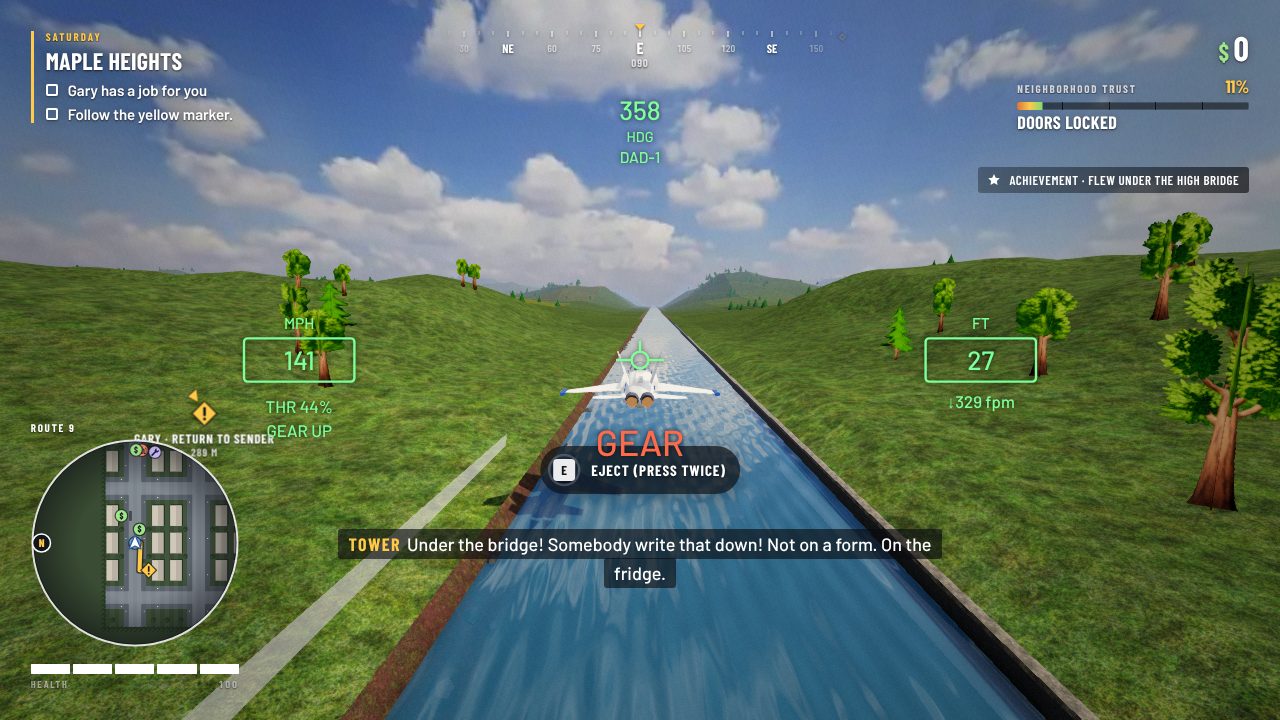 SATURDAY
MAPLE HEIGHTS
Gary has a job for you
Follow the yellow marker.
30 NE 60 75 E 105 120 SE 150
090
358
HDG
DAD-1
$0
NEIGHBORHOOD TRUST 11%
DOORS LOCKED
ACHIEVEMENT · FLEW UNDER THE HIGH BRIDGE
MPH
141
THR 44%
GEAR UP
FT
27
↓329 fpm
GEAR
E EJECT (PRESS TWICE)
ROUTE 9
GARY · RETURN TO SENDER
289 M
N
TOWER Under the bridge! Somebody write that down! Not on a form. On the
fridge.
HEALTH 100